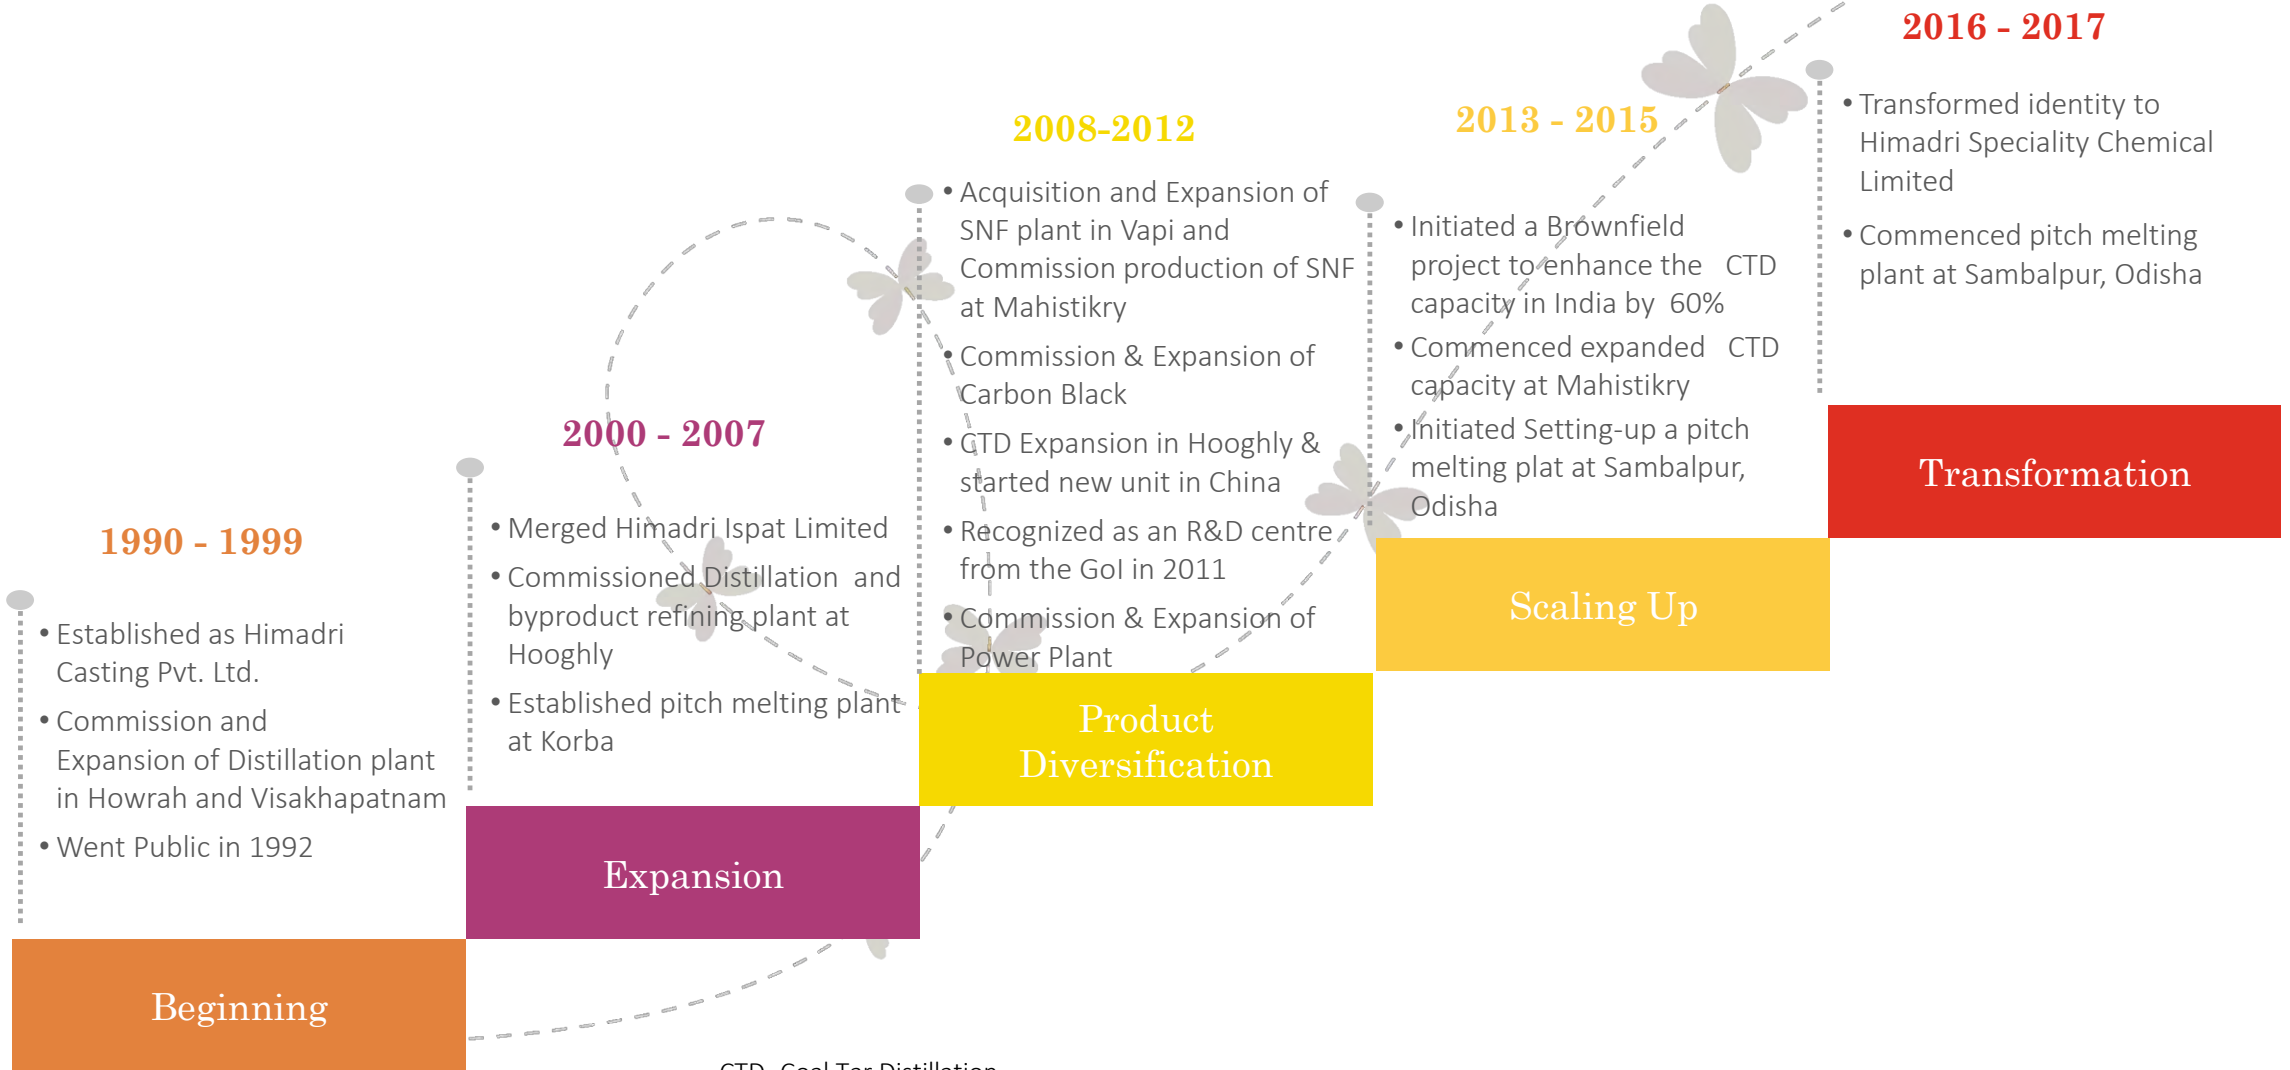 1990 - 1999
• Established as Himadri
Casting Pvt. Ltd.
• Commission and
Expansion of Distillation plant
in Howrah and Visakhapatnam
• Went Public in 1992
Beginning
2000 - 2007
• Merged Himadri Ispat Limited
• Commissioned Distillation and
byproduct refining plant at
Hooghly
• Established pitch melting plant
at Korba
Expansion
2008-2012
• Acquisition and Expansion of
SNF plant in Vapi and
Commission production of SNF
at Mahistikry
• Commission & Expansion of
Carbon Black
• CTD Expansion in Hooghly &
started new unit in China
• Recognized as an R&D centre
from the GoI in 2011
• Commission & Expansion of
Power Plant
Product
Diversification
2013 - 2015
• Initiated a Brownfield
project to enhance the CTD
capacity in India by 60%
• Commenced expanded CTD
capacity at Mahistikry
• Initiated Setting-up a pitch
melting plat at Sambalpur,
Odisha
Scaling Up
2016 - 2017
• Transformed identity to
Himadri Speciality Chemical
Limited
• Commenced pitch melting
plant at Sambalpur, Odisha
Transformation
CTD- Coal Tar Distillation